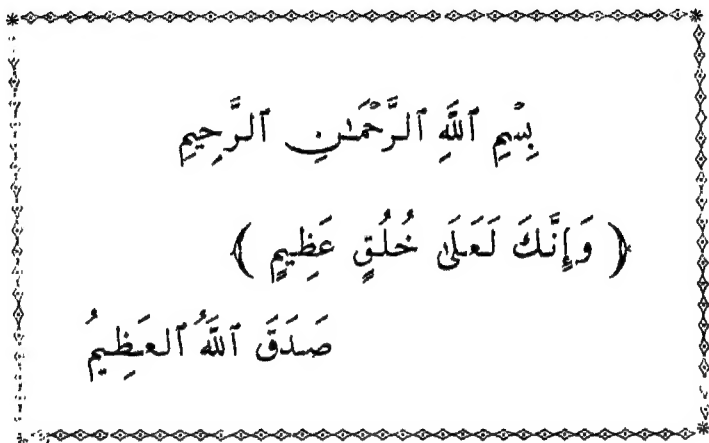 بِسْمِ ٱللَّهِ ٱلرَّحْمَـٰنِ ٱلرَّحِيمِ
﴿ وَإِنَّكَ لَعَلَىٰ خُلُقٍ عَظِيمٍ ﴾
صَدَقَ ٱللَّهُ ٱلعَظِيمُ